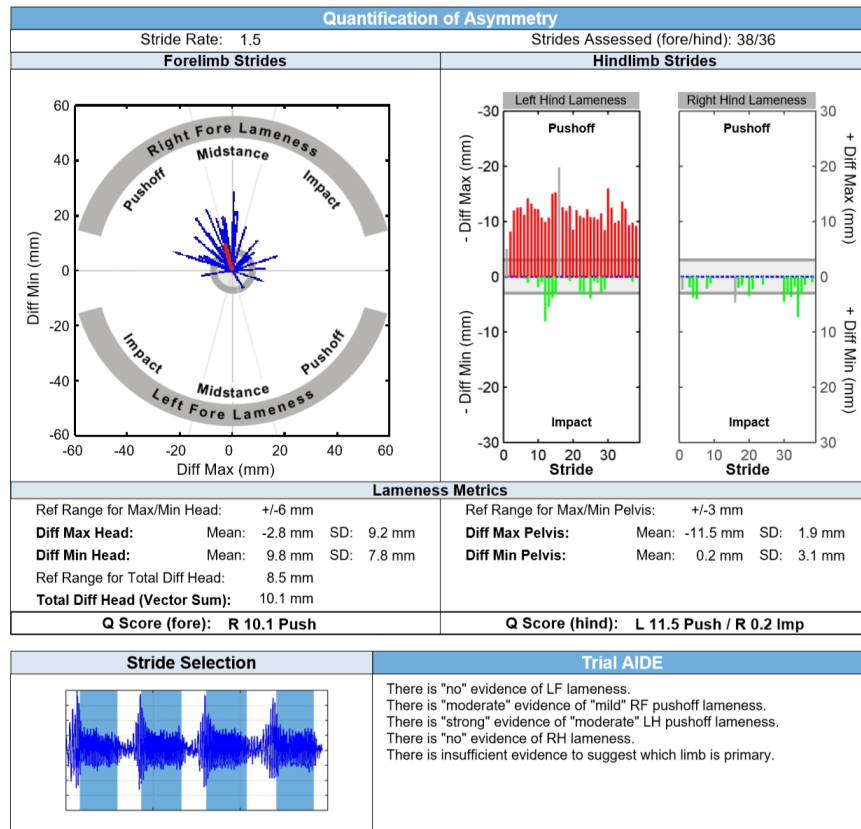 Quantification of Asymmetry
Stride Rate: 1.5
Strides Assessed (fore/hind): 38/36
Forelimb Strides
Hindlimb Strides
60
40
20
0
-20
-40
-60
Diff Min (mm)
Right Fore Lameness
Pushoff
Midstance
Impact
Impact
Midstance
Pushoff
Left Fore Lameness
-60
-40
-20
0
20
40
60
Diff Max (mm)
Left Hind Lameness
Right Hind Lameness
Pushoff
Pushoff
-30
-20
-10
0
-10
-20
-30
- Diff Max (mm)
- Diff Min (mm)
30
20
10
0
10
20
30
+ Diff Max (mm)
+ Diff Min (mm)
Impact
Impact
0 10 20 30
0 10 20 30
Stride
Stride
Lameness Metrics
Ref Range for Max/Min Head: +/-6 mm
Diff Max Head: Mean: -2.8 mm SD: 9.2 mm
Diff Min Head: Mean: 9.8 mm SD: 7.8 mm
Ref Range for Total Diff Head: 8.5 mm
Total Diff Head (Vector Sum): 10.1 mm
Ref Range for Max/Min Pelvis: +/-3 mm
Diff Max Pelvis: Mean: -11.5 mm SD: 1.9 mm
Diff Min Pelvis: Mean: 0.2 mm SD: 3.1 mm
Q Score (fore): R 10.1 Push
Q Score (hind): L 11.5 Push / R 0.2 Imp
Stride Selection
Trial AIDE
There is "no" evidence of LF lameness.
There is "moderate" evidence of "mild" RF pushoff lameness.
There is "strong" evidence of "moderate" LH pushoff lameness.
There is "no" evidence of RH lameness.
There is insufficient evidence to suggest which limb is primary.